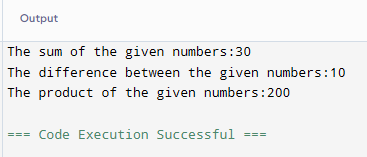 Output
The sum of the given numbers:30
The difference between the given numbers:10
The product of the given numbers:200
=== Code Execution Successful ===